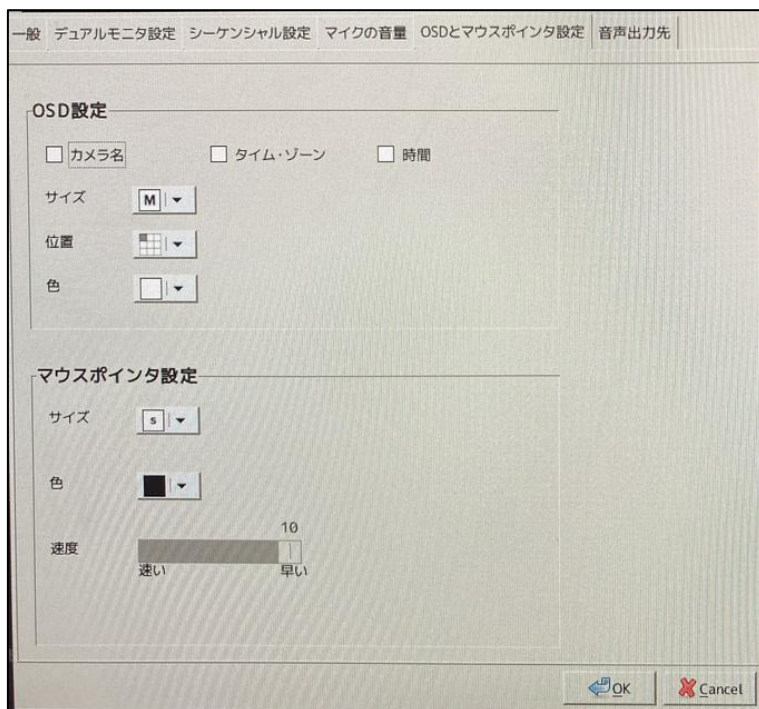 一般 デュアルモニタ設定 シーケンシャル設定 マイクの音量 OSDとマウスポインタ設定 音声出力先
OSD設定
カメラ名 タイム・ゾーン 時間
サイズ M
位置
色
マウスポインタ設定
サイズ s
色
10
速度
速い 早い
OK Cancel